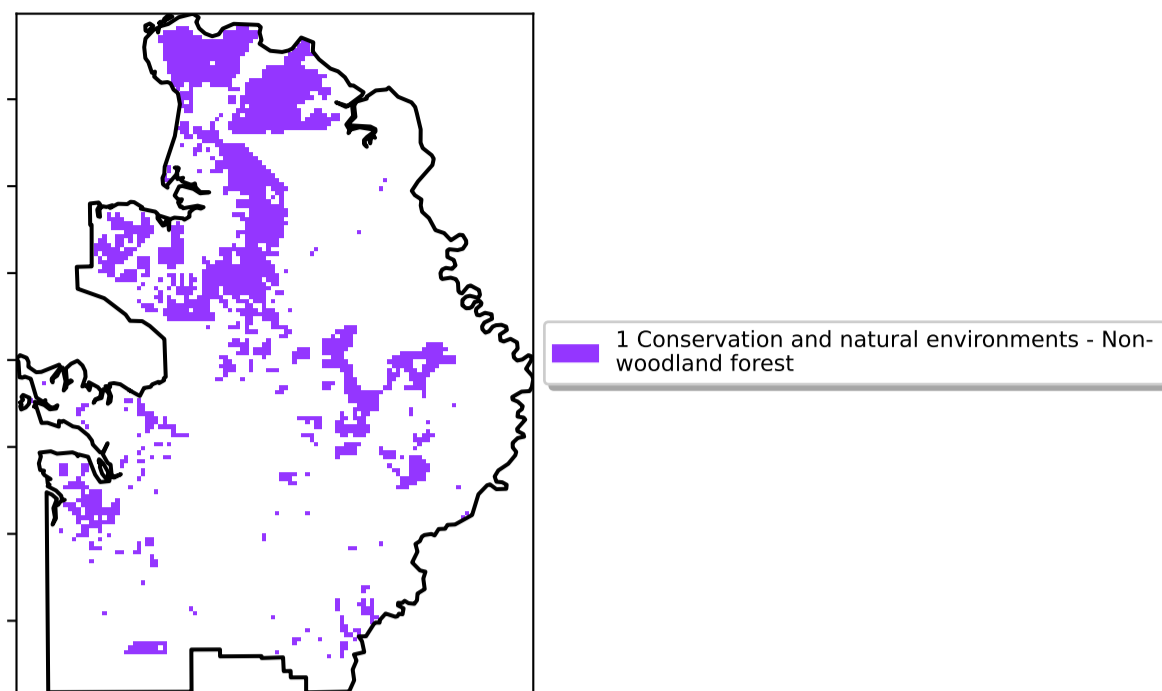 1 Conservation and natural environments - Non-
woodland forest